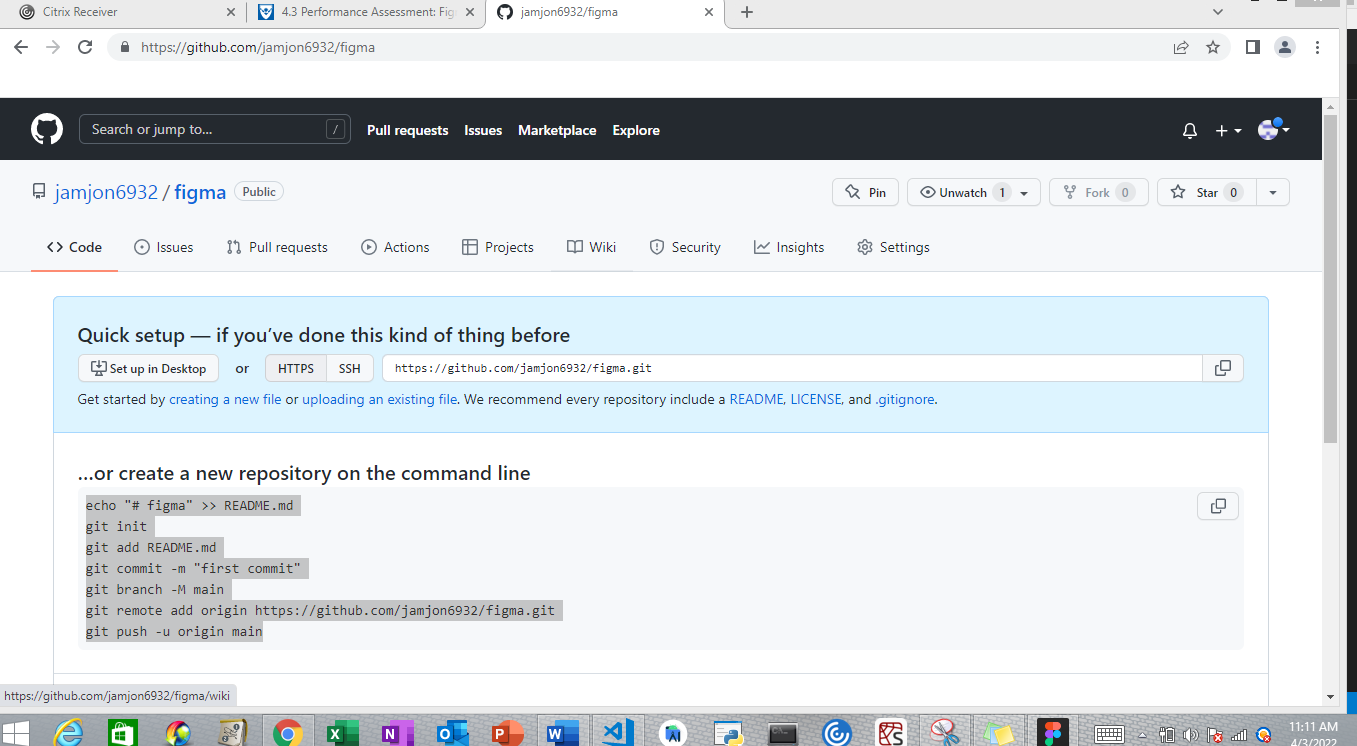 Citrix Receiver
4.3 Performance Assessment: Fig
jamjon6932/figma
https://github.com/jamjon6932/figma
Search or jump to...
/
Pull requests
Issues
Marketplace
Explore
jamjon6932 / figma
Public
Pin
Unwatch 1
Fork 0
Star 0
Code
Issues
Pull requests
Actions
Projects
Wiki
Security
Insights
Settings
Quick setup — if you’ve done this kind of thing before
Set up in Desktop
or
HTTPS
SSH
https://github.com/jamjon6932/figma.git
Get started by creating a new file or uploading an existing file. We recommend every repository include a README, LICENSE, and .gitignore.
…or create a new repository on the command line
echo "# figma" >> README.md
git init
git add README.md
git commit -m "first commit"
git branch -M main
git remote add origin https://github.com/jamjon6932/figma.git
git push -u origin main
https://github.com/jamjon6932/figma/wiki
11:11 AM
4/3/2022